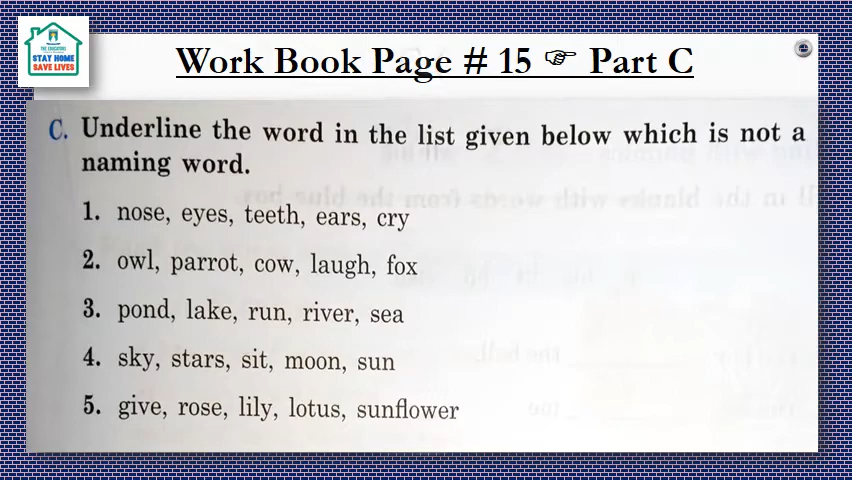 THE EDUCATORS
STAY HOME
SAVE LIVES
Work Book Page # 15 ☞ Part C
C. Underline the word in the list given below which is not a
naming word.
1. nose, eyes, teeth, ears, cry
2. owl, parrot, cow, laugh, fox
3. pond, lake, run, river, sea
4. sky, stars, sit, moon, sun
5. give, rose, lily, lotus, sunflower